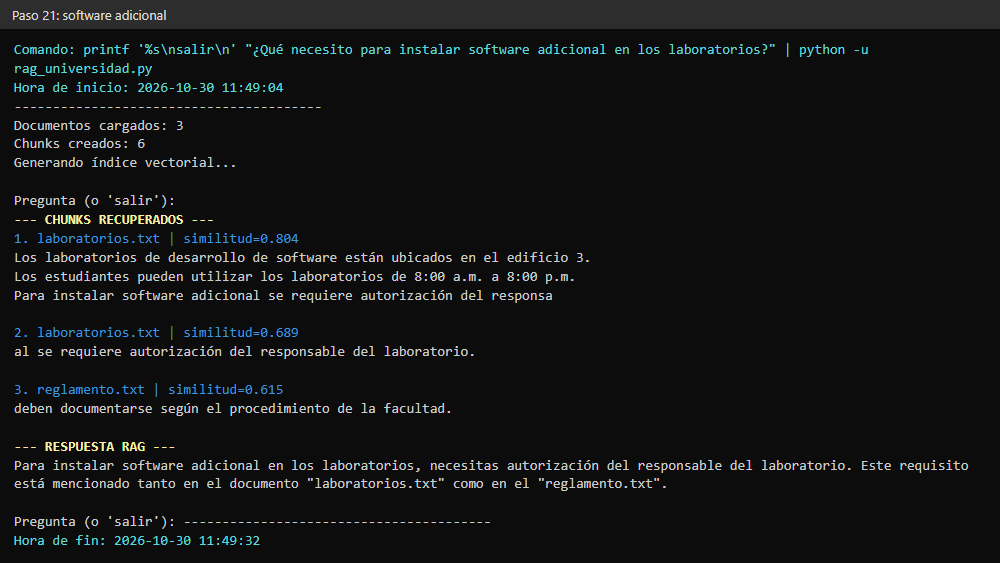 Paso 21: software adicional
Comando: printf '%s\nsalir\n' "¿Qué necesito para instalar software adicional en los laboratorios?" | python -u
rag_universidad.py
Hora de inicio: 2026-10-30 11:49:04
----------------------------------------
Documentos cargados: 3
Chunks creados: 6
Generando índice vectorial...
Pregunta (o 'salir'):
--- CHUNKS RECUPERADOS ---
1. laboratorios.txt | similitud=0.804
Los laboratorios de desarrollo de software están ubicados en el edificio 3.
Los estudiantes pueden utilizar los laboratorios de 8:00 a.m. a 8:00 p.m.
Para instalar software adicional se requiere autorización del responsa
2. laboratorios.txt | similitud=0.689
al se requiere autorización del responsable del laboratorio.
3. reglamento.txt | similitud=0.615
deben documentarse según el procedimiento de la facultad.
--- RESPUESTA RAG ---
Para instalar software adicional en los laboratorios, necesitas autorización del responsable del laboratorio. Este requisito
está mencionado tanto en el documento "laboratorios.txt" como en el "reglamento.txt".
Pregunta (o 'salir'): ----------------------------------------
Hora de fin: 2026-10-30 11:49:32